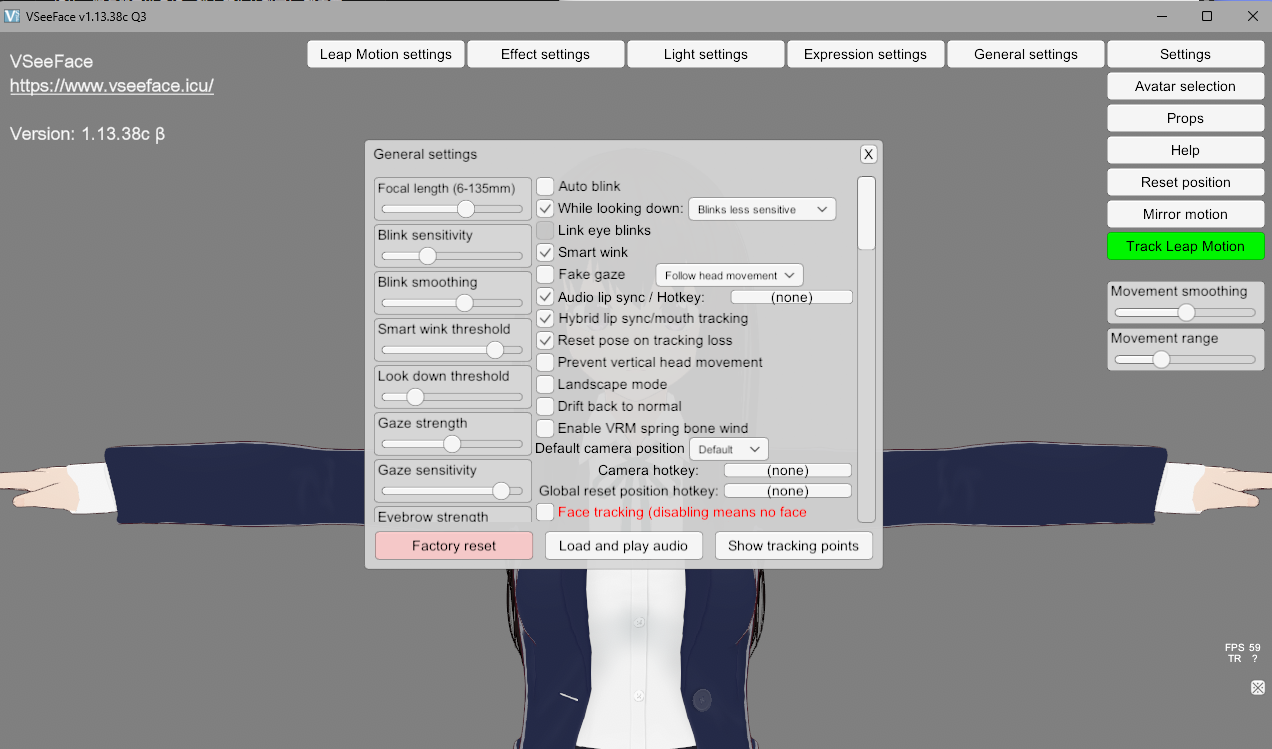 VSeeFace v1.13.38c Q3
VSeeFace
https://www.vseeface.icu/
Version: 1.13.38c β
Leap Motion settings
Effect settings
Light settings
Expression settings
General settings
Settings
Avatar selection
Props
Help
Reset position
Mirror motion
Track Leap Motion
Movement smoothing
Movement range
General settings
X
Focal length (6-135mm)
Blink sensitivity
Blink smoothing
Smart wink threshold
Look down threshold
Gaze strength
Gaze sensitivity
Eyebrow strength
Auto blink
While looking down: Blinks less sensitive
Link eye blinks
Smart wink
Fake gaze Follow head movement
Audio lip sync / Hotkey: (none)
Hybrid lip sync/mouth tracking
Reset pose on tracking loss
Prevent vertical head movement
Landscape mode
Drift back to normal
Enable VRM spring bone wind
Default camera position Default
Camera hotkey: (none)
Global reset position hotkey: (none)
Face tracking (disabling means no face
Factory reset
Load and play audio
Show tracking points
FPS 59
TR ?